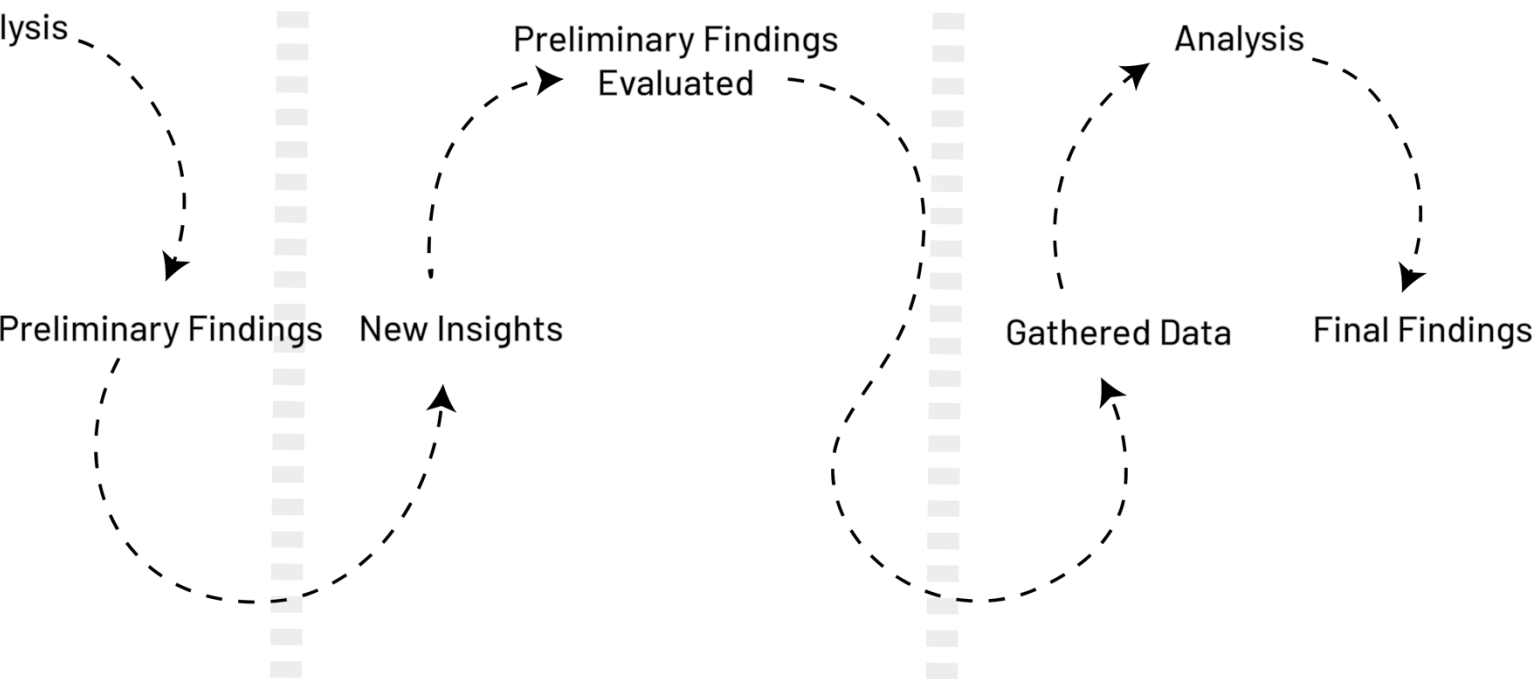 lysis
Preliminary Findings
Evaluated
Analysis
Preliminary Findings
New Insights
Gathered Data
Final Findings